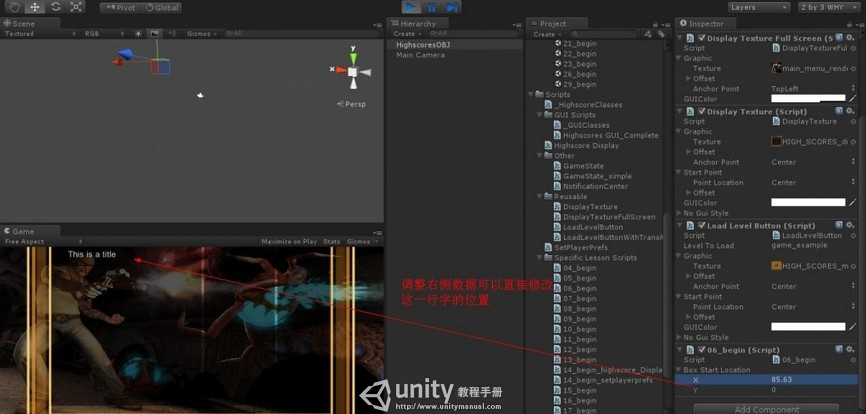 Pivot
Global
Layers
2 by 3 WHY
Scene
Textured
RGB
Gizmos
All
y
x
Persp
Game
Free Aspect
Maximize on Play
Stats
Gizmos
This is a title
Hierarchy
Create
All
HighscoresOBJ
Main Camera
Project
Create
21_begin
22_begin
23_begin
26_begin
29_begin
Scripts
_HighscoreClasses
GUI Scripts
_GUIClasses
Highscores GUI_Complete
Highscore Display
Other
GameState
GameState_simple
NotificationCenter
Reusable
DisplayTexture
DisplayTextureFullScreen
LoadLevelButton
LoadLevelButtonWithTransit
SetPlayerPrefs
Specific Lesson Scripts
04_begin
05_begin
06_begin
07_begin
08_begin
09_begin
10_begin
11_begin
12_begin
13_begin
14_begin_highscore_Displa
14_begin_setplayerprefs
15_begin
16_begin
17_begin
调整右侧数据可以直接修改
这一行字的位置
unity 教程手册
http://www.unitymanual.com
Inspector
Display Texture Full Screen (S
Script DisplayTextureFul
Graphic
Texture main_menu_rende
Offset
Anchor Point TopLeft
GUIColor
Display Texture (Script)
Script DisplayTexture
Graphic
Texture HIGH_SCORES_di
Offset
Anchor Point Center
Start Point
Point Location Center
Offset
GUIColor
No Gui Style
Load Level Button (Script)
Script LoadLevelButton
Level To Load game_example
Graphic
Texture HIGH_SCORES_m
Offset
Anchor Point Center
Start Point
Point Location Center
Offset
GUIColor
No Gui Style
06_begin (Script)
Script 06_begin
Box Start Location
X 85.63
Y 0
Add Component